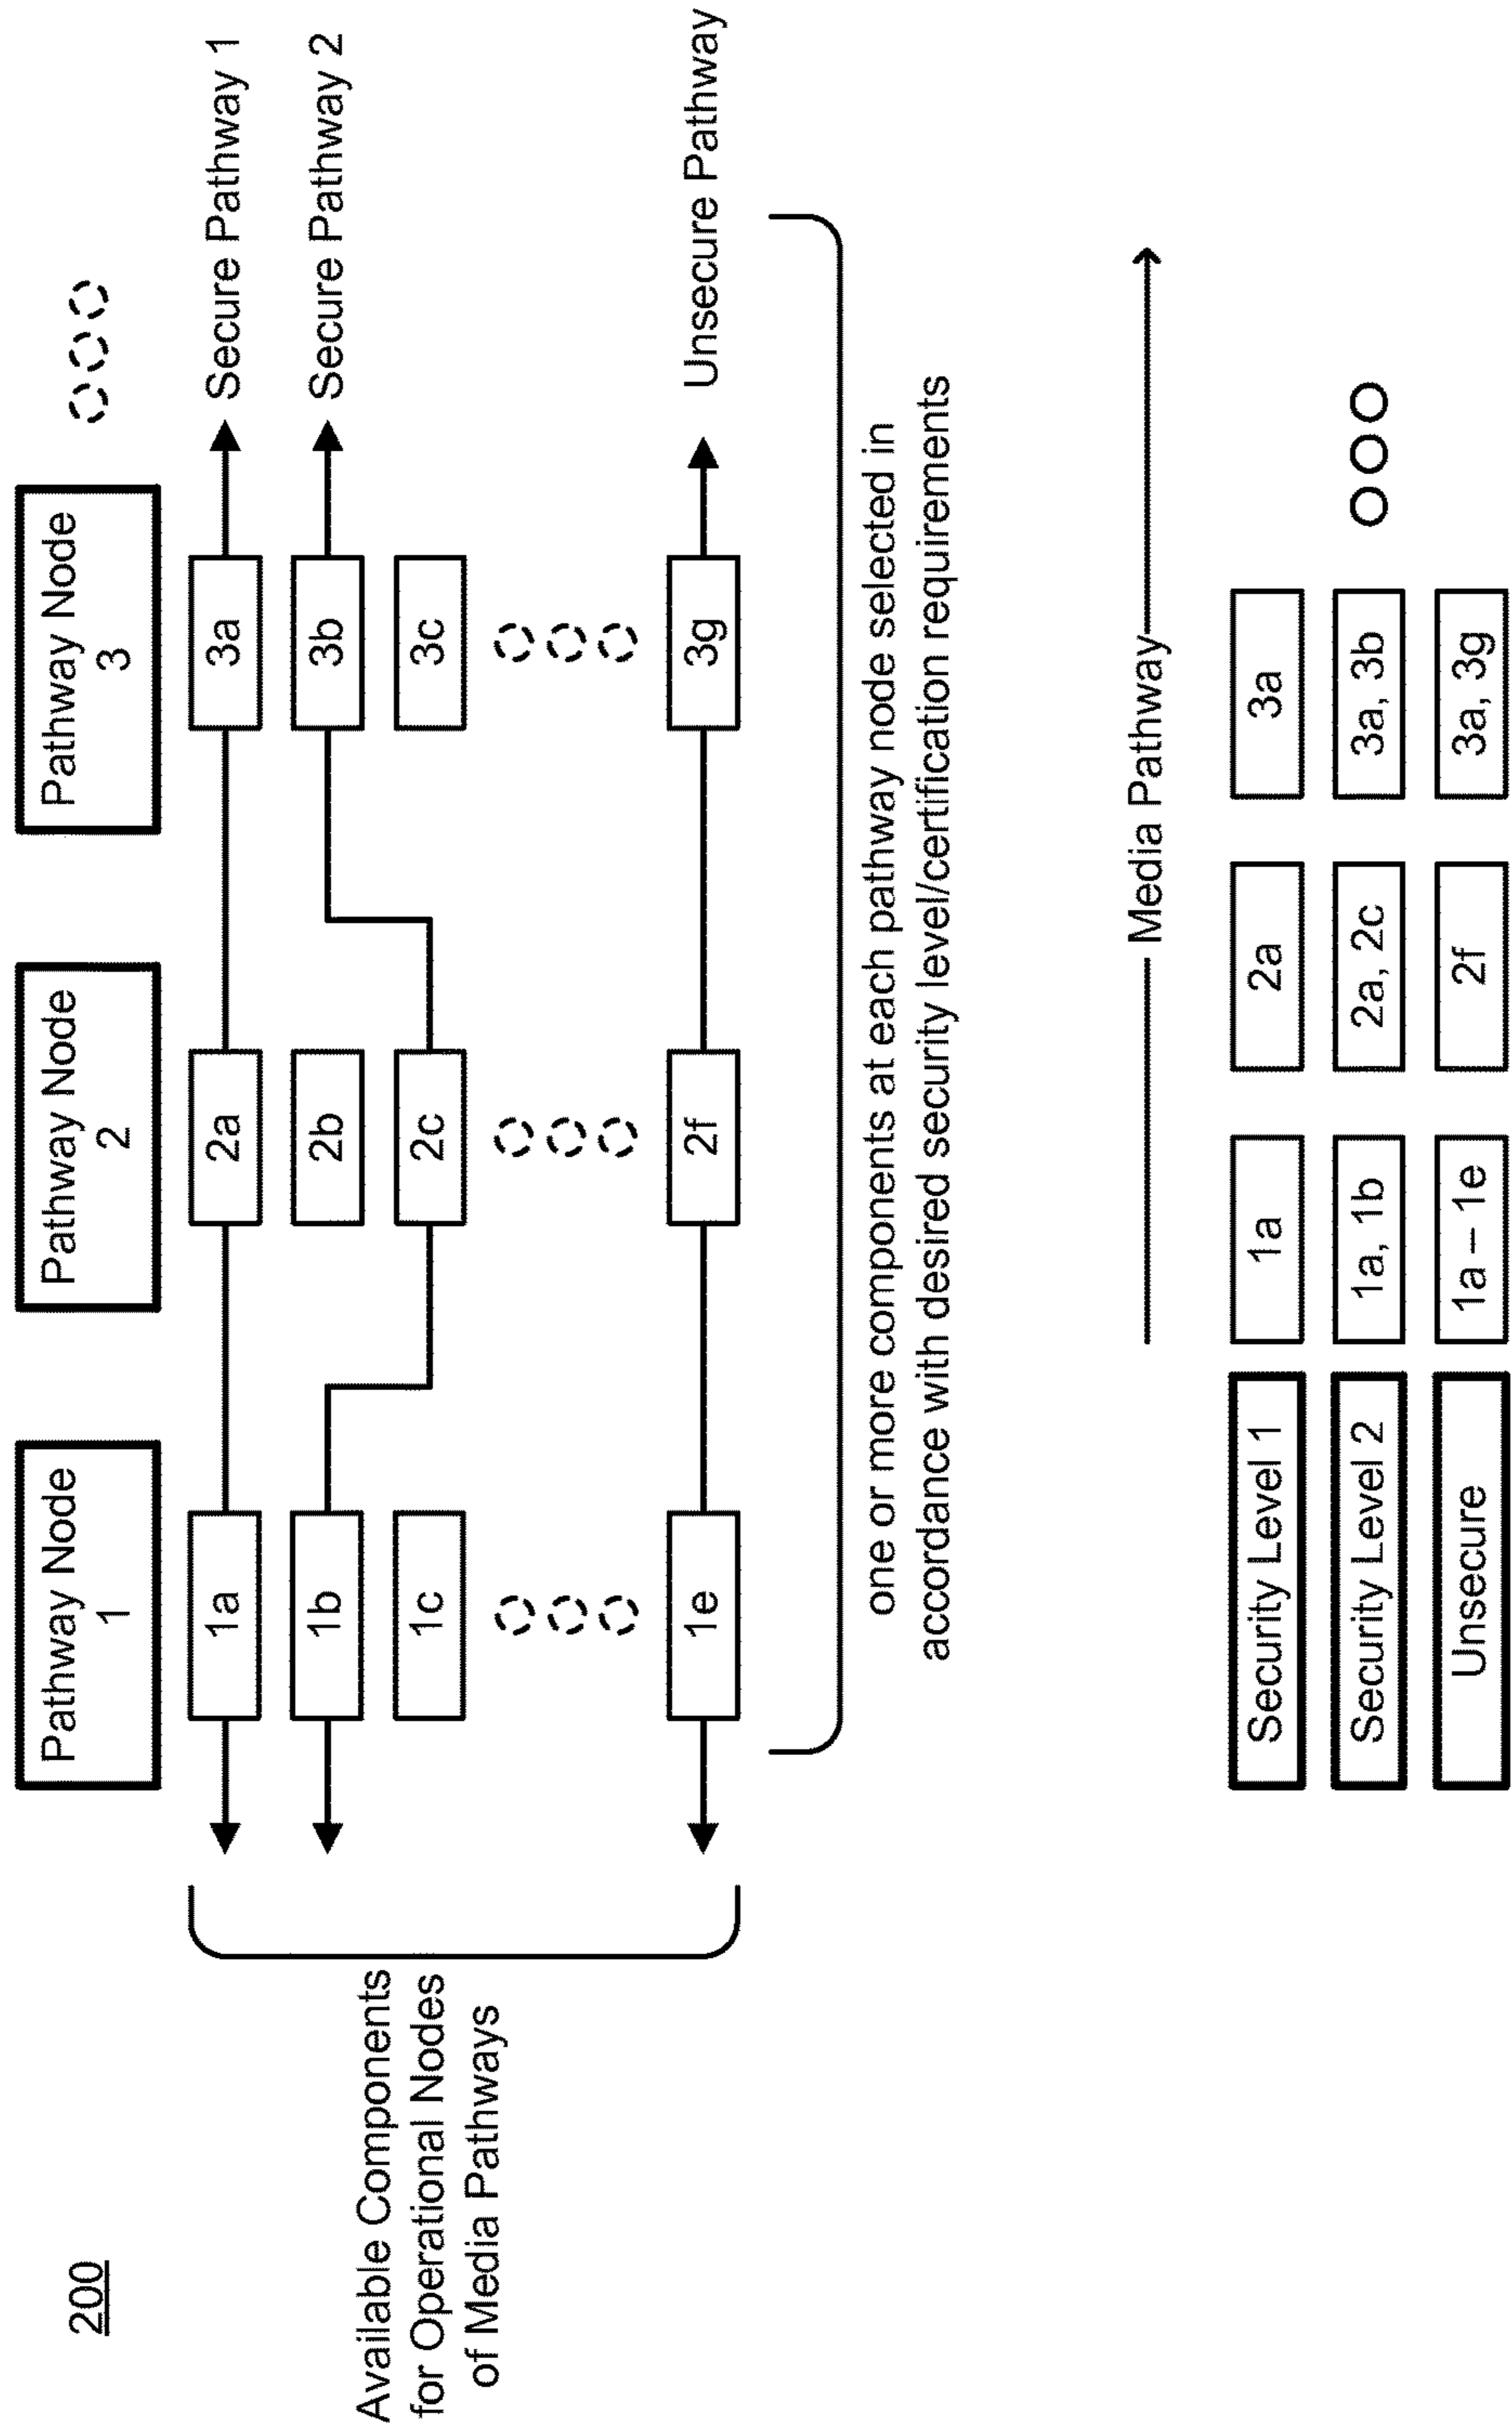 200
Pathway Node
1
Pathway Node
2
Pathway Node
3
Available Components
for Operational Nodes
of Media Pathways
1a
2a
3a
Secure Pathway 1
1b
2b
3b
Secure Pathway 2
1c
2c
3c
1e
2f
3g
Unsecure Pathway
one or more components at each pathway node selected in
accordance with desired security level/certification requirements
Media Pathway
Security Level 1
1a
2a
3a
Security Level 2
1a, 1b
2a, 2c
3a, 3b
Unsecure
1a – 1e
2f
3a, 3g